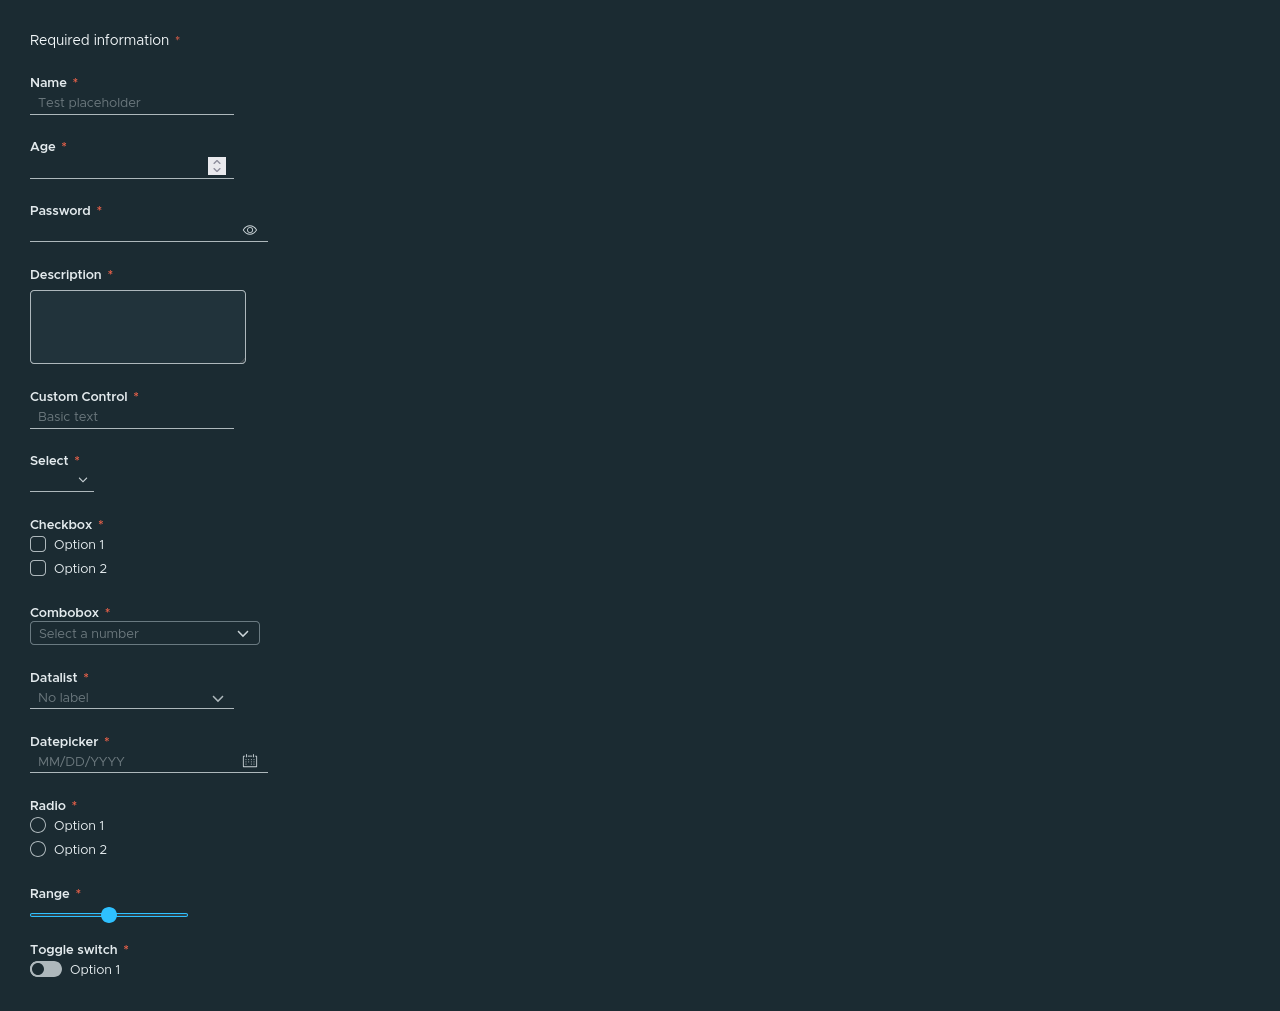 Required information *
Name *
Test placeholder
Age *
Password *
Description *
Custom Control *
Basic text
Select *
Checkbox *
Option 1
Option 2
Combobox *
Select a number
Datalist *
No label
Datepicker *
MM/DD/YYYY
Radio *
Option 1
Option 2
Range *
Toggle switch *
Option 1